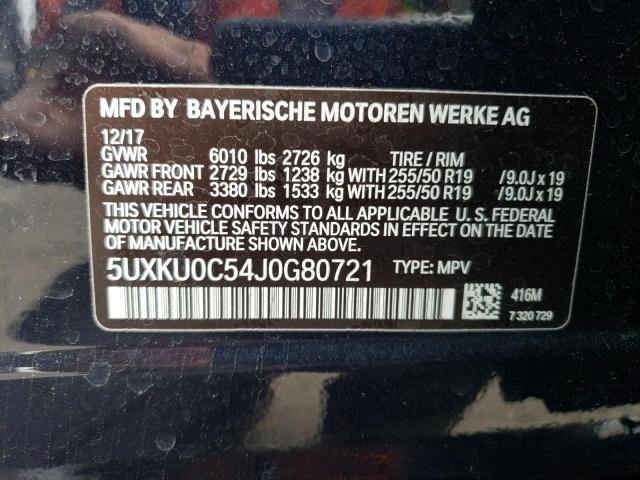 MFD BY BAYERISCHE MOTOREN WERKE AG
12/17
GVWR 6010 lbs 2726 kg TIRE / RIM
GAWR FRONT 2729 lbs 1238 kg WITH 255/50 R19 /9.0J x 19
GAWR REAR 3380 lbs 1533 kg WITH 255/50 R19 /9.0J x 19
THIS VEHICLE CONFORMS TO ALL APPLICABLE U. S. FEDERAL
MOTOR VEHICLE SAFETY STANDARDS IN EFFECT ON THE
DATE OF MANUFACTURE SHOWN ABOVE.
5UXKU0C54J0G80721 TYPE: MPV
416M
7 320 729